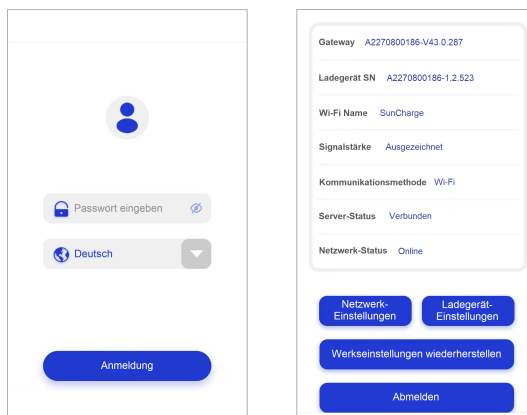 Passwort eingeben
Deutsch
Anmeldung
Gateway A2270800186-V43.0.287
Ladegerät SN A2270800186-1.2.523
Wi-Fi Name SunCharge
Signalstärke Ausgezeichnet
Kommunikationsmethode Wi-Fi
Server-Status Verbunden
Netzwerk-Status Online
Netzwerk-
Einstellungen
Ladegerät-
Einstellungen
Werkseinstellungen wiederherstellen
Abmelden